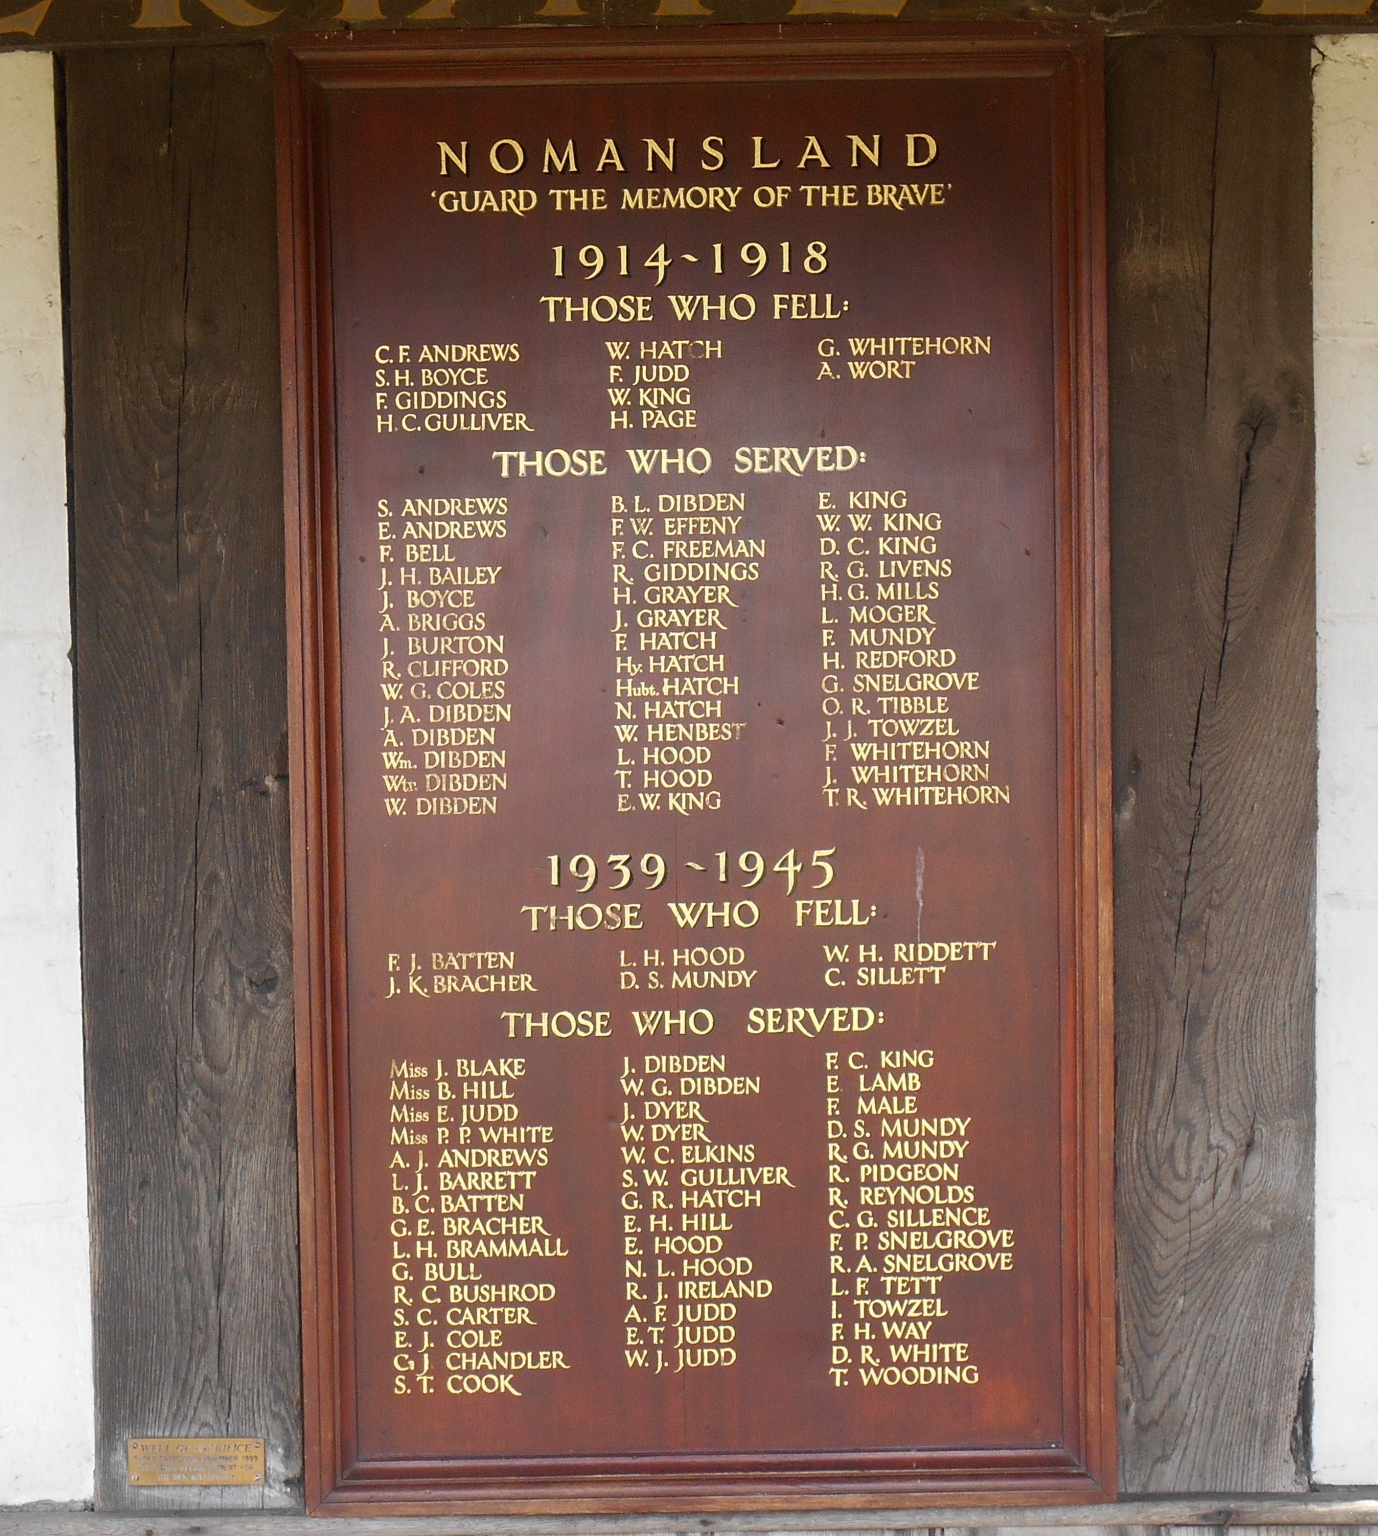 NOMANSLAND
'GUARD THE MEMORY OF THE BRAVE'
1914~1918
THOSE WHO FELL:
C. F. ANDREWS
S. H. BOYCE
F. GIDDINGS
H. C. GULLIVER
W. HATCH
F. JUDD
W. KING
H. PAGE
G. WHITEHORN
A. WORT
THOSE WHO SERVED:
S. ANDREWS
E. ANDREWS
F. BELL
J. H. BAILEY
J. BOYCE
A. BRIGGS
J. BURTON
R. CLIFFORD
W. G. COLES
J. A. DIBDEN
A. DIBDEN
Wm. DIBDEN
Wtr. DIBDEN
W. DIBDEN
B. L. DIBDEN
F. W. EFFENY
F. C. FREEMAN
R. GIDDINGS
H. GRAYER
J. GRAYER
F. HATCH
Hy. HATCH
Hubt. HATCH
N. HATCH
W. HENBEST
L. HOOD
T. HOOD
E. W. KING
E. KING
W. W. KING
D. C. KING
R. G. LIVENS
H. G. MILLS
L. MOGER
F. MUNDY
H. REDFORD
G. SNELGROVE
O. R. TIBBLE
J. J. TOWZEL
F. WHITEHORN
J. WHITEHORN
T. R. WHITEHORN
1939~1945
THOSE WHO FELL:
F. J. BATTEN
J. K. BRACHER
L. H. HOOD
D. S. MUNDY
W. H. RIDDETT
C. SILLETT
THOSE WHO SERVED:
Miss J. BLAKE
Miss B. HILL
Miss E. JUDD
Miss P. P. WHITE
A. J. ANDREWS
L. J. BARRETT
B. C. BATTEN
G. E. BRACHER
L. H. BRAMMALL
G. BULL
R. C. BUSHROD
S. C. CARTER
E. J. COLE
G. J. CHANDLER
S. T. COOK
J. DIBDEN
W. G. DIBDEN
J. DYER
W. DYER
W. C. ELKINS
S. W. GULLIVER
G. R. HATCH
E. H. HILL
E. HOOD
N. L. HOOD
R. J. IRELAND
A. F. JUDD
E. T. JUDD
W. J. JUDD
F. C. KING
E LAMB
F. MALE
D. S. MUNDY
R. G. MUNDY
R. PIDGEON
R. REYNOLDS
C. G. SILLENCE
F. P. SNELGROVE
R. A. SNELGROVE
L. F. TETT
I. TOWZEL
F. H. WAY
D. R. WHITE
T. WOODING